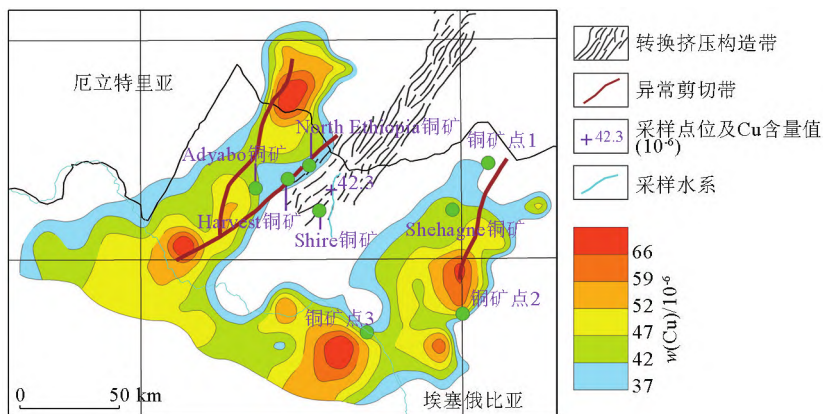 厄立特里亚
North Ethiopia铜矿
铜矿点1
Adyabo铜矿
+42.3
Harvest铜矿
Shire铜矿
Shehagne铜矿
铜矿点3
铜矿点2
0 50 km
埃塞俄比亚
转换挤压构造带
异常剪切带
+42.3 采样点位及Cu含量值
(10⁻⁶)
采样水系
66
59
52
47
42
37
w(Cu)/10⁻⁶